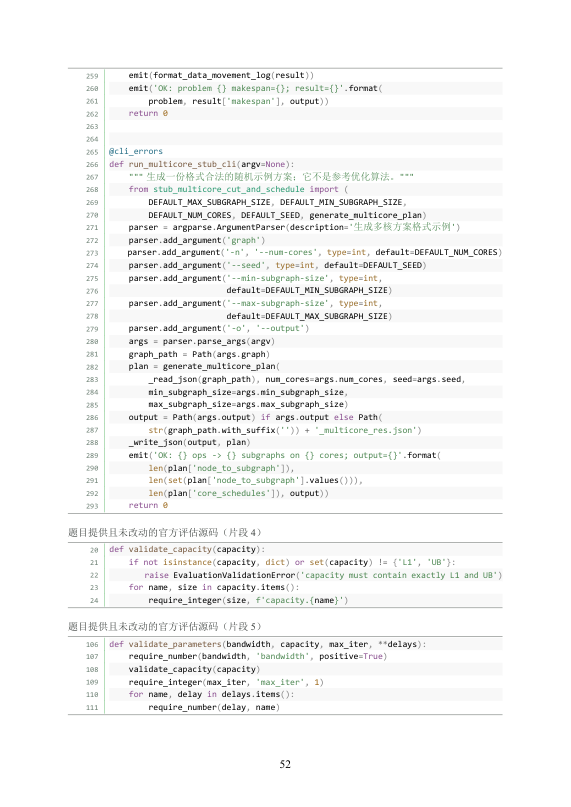 259 emit(format_data_movement_log(result))
260 emit('OK: problem {} makespan={}; result={}'.format(
261 problem, result['makespan'], output))
262 return 0
263
264
265 @cli_errors
266 def run_multicore_stub_cli(argv=None):
267 """生成一份格式合法的随机示例方案；它不是参考优化算法。"""
268 from stub_multicore_cut_and_schedule import (
269 DEFAULT_MAX_SUBGRAPH_SIZE, DEFAULT_MIN_SUBGRAPH_SIZE,
270 DEFAULT_NUM_CORES, DEFAULT_SEED, generate_multicore_plan)
271 parser = argparse.ArgumentParser(description='生成多核方案格式示例')
272 parser.add_argument('graph')
273 parser.add_argument('-n', '--num-cores', type=int, default=DEFAULT_NUM_CORES)
274 parser.add_argument('--seed', type=int, default=DEFAULT_SEED)
275 parser.add_argument('--min-subgraph-size', type=int,
276 default=DEFAULT_MIN_SUBGRAPH_SIZE)
277 parser.add_argument('--max-subgraph-size', type=int,
278 default=DEFAULT_MAX_SUBGRAPH_SIZE)
279 parser.add_argument('-o', '--output')
280 args = parser.parse_args(argv)
281 graph_path = Path(args.graph)
282 plan = generate_multicore_plan(
283 _read_json(graph_path), num_cores=args.num_cores, seed=args.seed,
284 min_subgraph_size=args.min_subgraph_size,
285 max_subgraph_size=args.max_subgraph_size)
286 output = Path(args.output) if args.output else Path(
287 str(graph_path.with_suffix('')) + '_multicore_res.json')
288 _write_json(output, plan)
289 emit('OK: {} ops -> {} subgraphs on {} cores; output={}'.format(
290 len(plan['node_to_subgraph']),
291 len(set(plan['node_to_subgraph'].values())),
292 len(plan['core_schedules']), output))
293 return 0
题目提供且未改动的官方评估源码（片段 4）
20 def validate_capacity(capacity):
21 if not isinstance(capacity, dict) or set(capacity) != {'L1', 'UB'}:
22 raise EvaluationValidationError('capacity must contain exactly L1 and UB')
23 for name, size in capacity.items():
24 require_integer(size, f'capacity.{name}')
题目提供且未改动的官方评估源码（片段 5）
106 def validate_parameters(bandwidth, capacity, max_iter, **delays):
107 require_number(bandwidth, 'bandwidth', positive=True)
108 validate_capacity(capacity)
109 require_integer(max_iter, 'max_iter', 1)
110 for name, delay in delays.items():
111 require_number(delay, name)
52